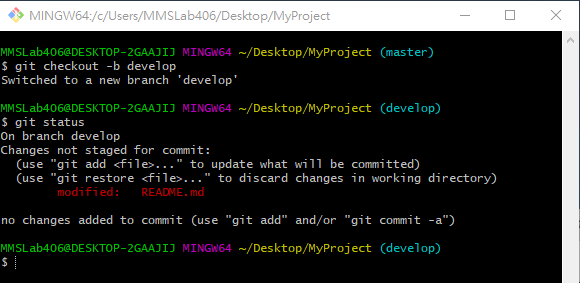 MINGW64:/c/Users/MMSLab406/Desktop/MyProject
MMSLab406@DESKTOP-2GAAJIJ MINGW64 ~/Desktop/MyProject (master)
$ git checkout -b develop
Switched to a new branch 'develop'
MMSLab406@DESKTOP-2GAAJIJ MINGW64 ~/Desktop/MyProject (develop)
$ git status
On branch develop
Changes not staged for commit:
  (use "git add <file>..." to update what will be committed)
  (use "git restore <file>..." to discard changes in working directory)
        modified:   README.md
no changes added to commit (use "git add" and/or "git commit -a")
MMSLab406@DESKTOP-2GAAJIJ MINGW64 ~/Desktop/MyProject (develop)
$